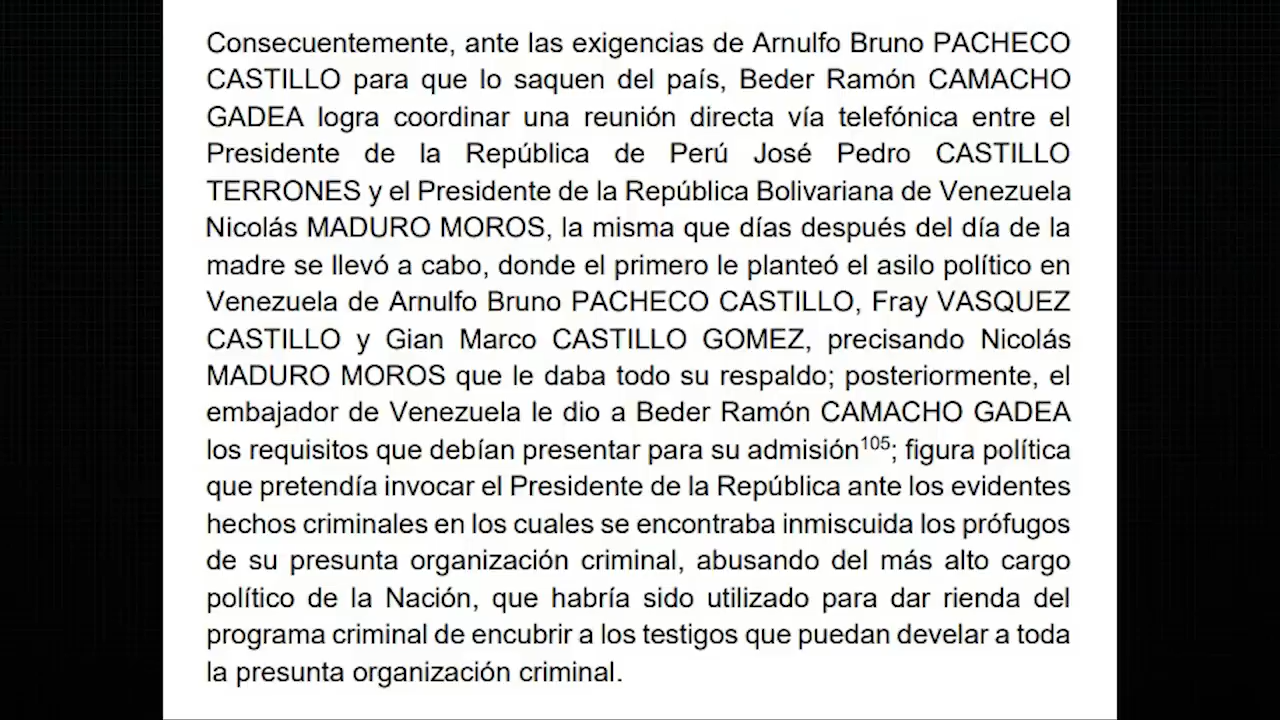 Consecuentemente, ante las exigencias de Arnulfo Bruno PACHECO
CASTILLO para que lo saquen del país, Beder Ramón CAMACHO
GADEA logra coordinar una reunión directa vía telefónica entre el
Presidente de la República de Perú José Pedro CASTILLO
TERRONES y el Presidente de la República Bolivariana de Venezuela
Nicolás MADURO MOROS, la misma que días después del día de la
madre se llevó a cabo, donde el primero le planteó el asilo político en
Venezuela de Arnulfo Bruno PACHECO CASTILLO, Fray VASQUEZ
CASTILLO y Gian Marco CASTILLO GOMEZ, precisando Nicolás
MADURO MOROS que le daba todo su respaldo; posteriormente, el
embajador de Venezuela le dio a Beder Ramón CAMACHO GADEA
los requisitos que debían presentar para su admisión¹⁰⁵; figura política
que pretendía invocar el Presidente de la República ante los evidentes
hechos criminales en los cuales se encontraba inmiscuida los prófugos
de su presunta organización criminal, abusando del más alto cargo
político de la Nación, que habría sido utilizado para dar rienda del
programa criminal de encubrir a los testigos que puedan develar a toda
la presunta organización criminal.